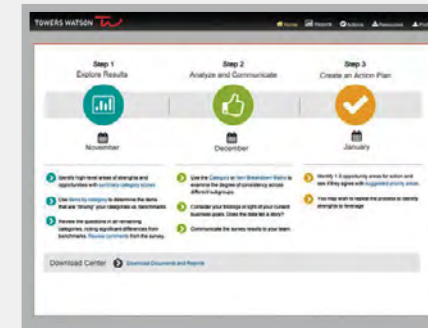 TOWERS WATSON
Home Reports Actions Resources
Step 1
Explore Results
November
Identify high-level areas of strengths and
opportunities with summary category scores
Use items by category to determine the items
that are "driving" your categories vs. benchmarks
Review the questions in all remaining
categories, noting significant differences from
benchmarks. Review comments from the survey.
Step 2
Analyze and Communicate
December
Use the Category or Item Breakdown Matrix to
examine the degree of consistency across
different subgroups
Consider your findings in light of your current
business goals. Does the data tell a story?
Communicate the survey results to your team.
Step 3
Create an Action Plan
January
Identify 1-3 opportunity areas for action and
see if they agree with suggested priority areas.
You may wish to repeat the process to identify
strengths to leverage
Download Center Download Documents and Reports